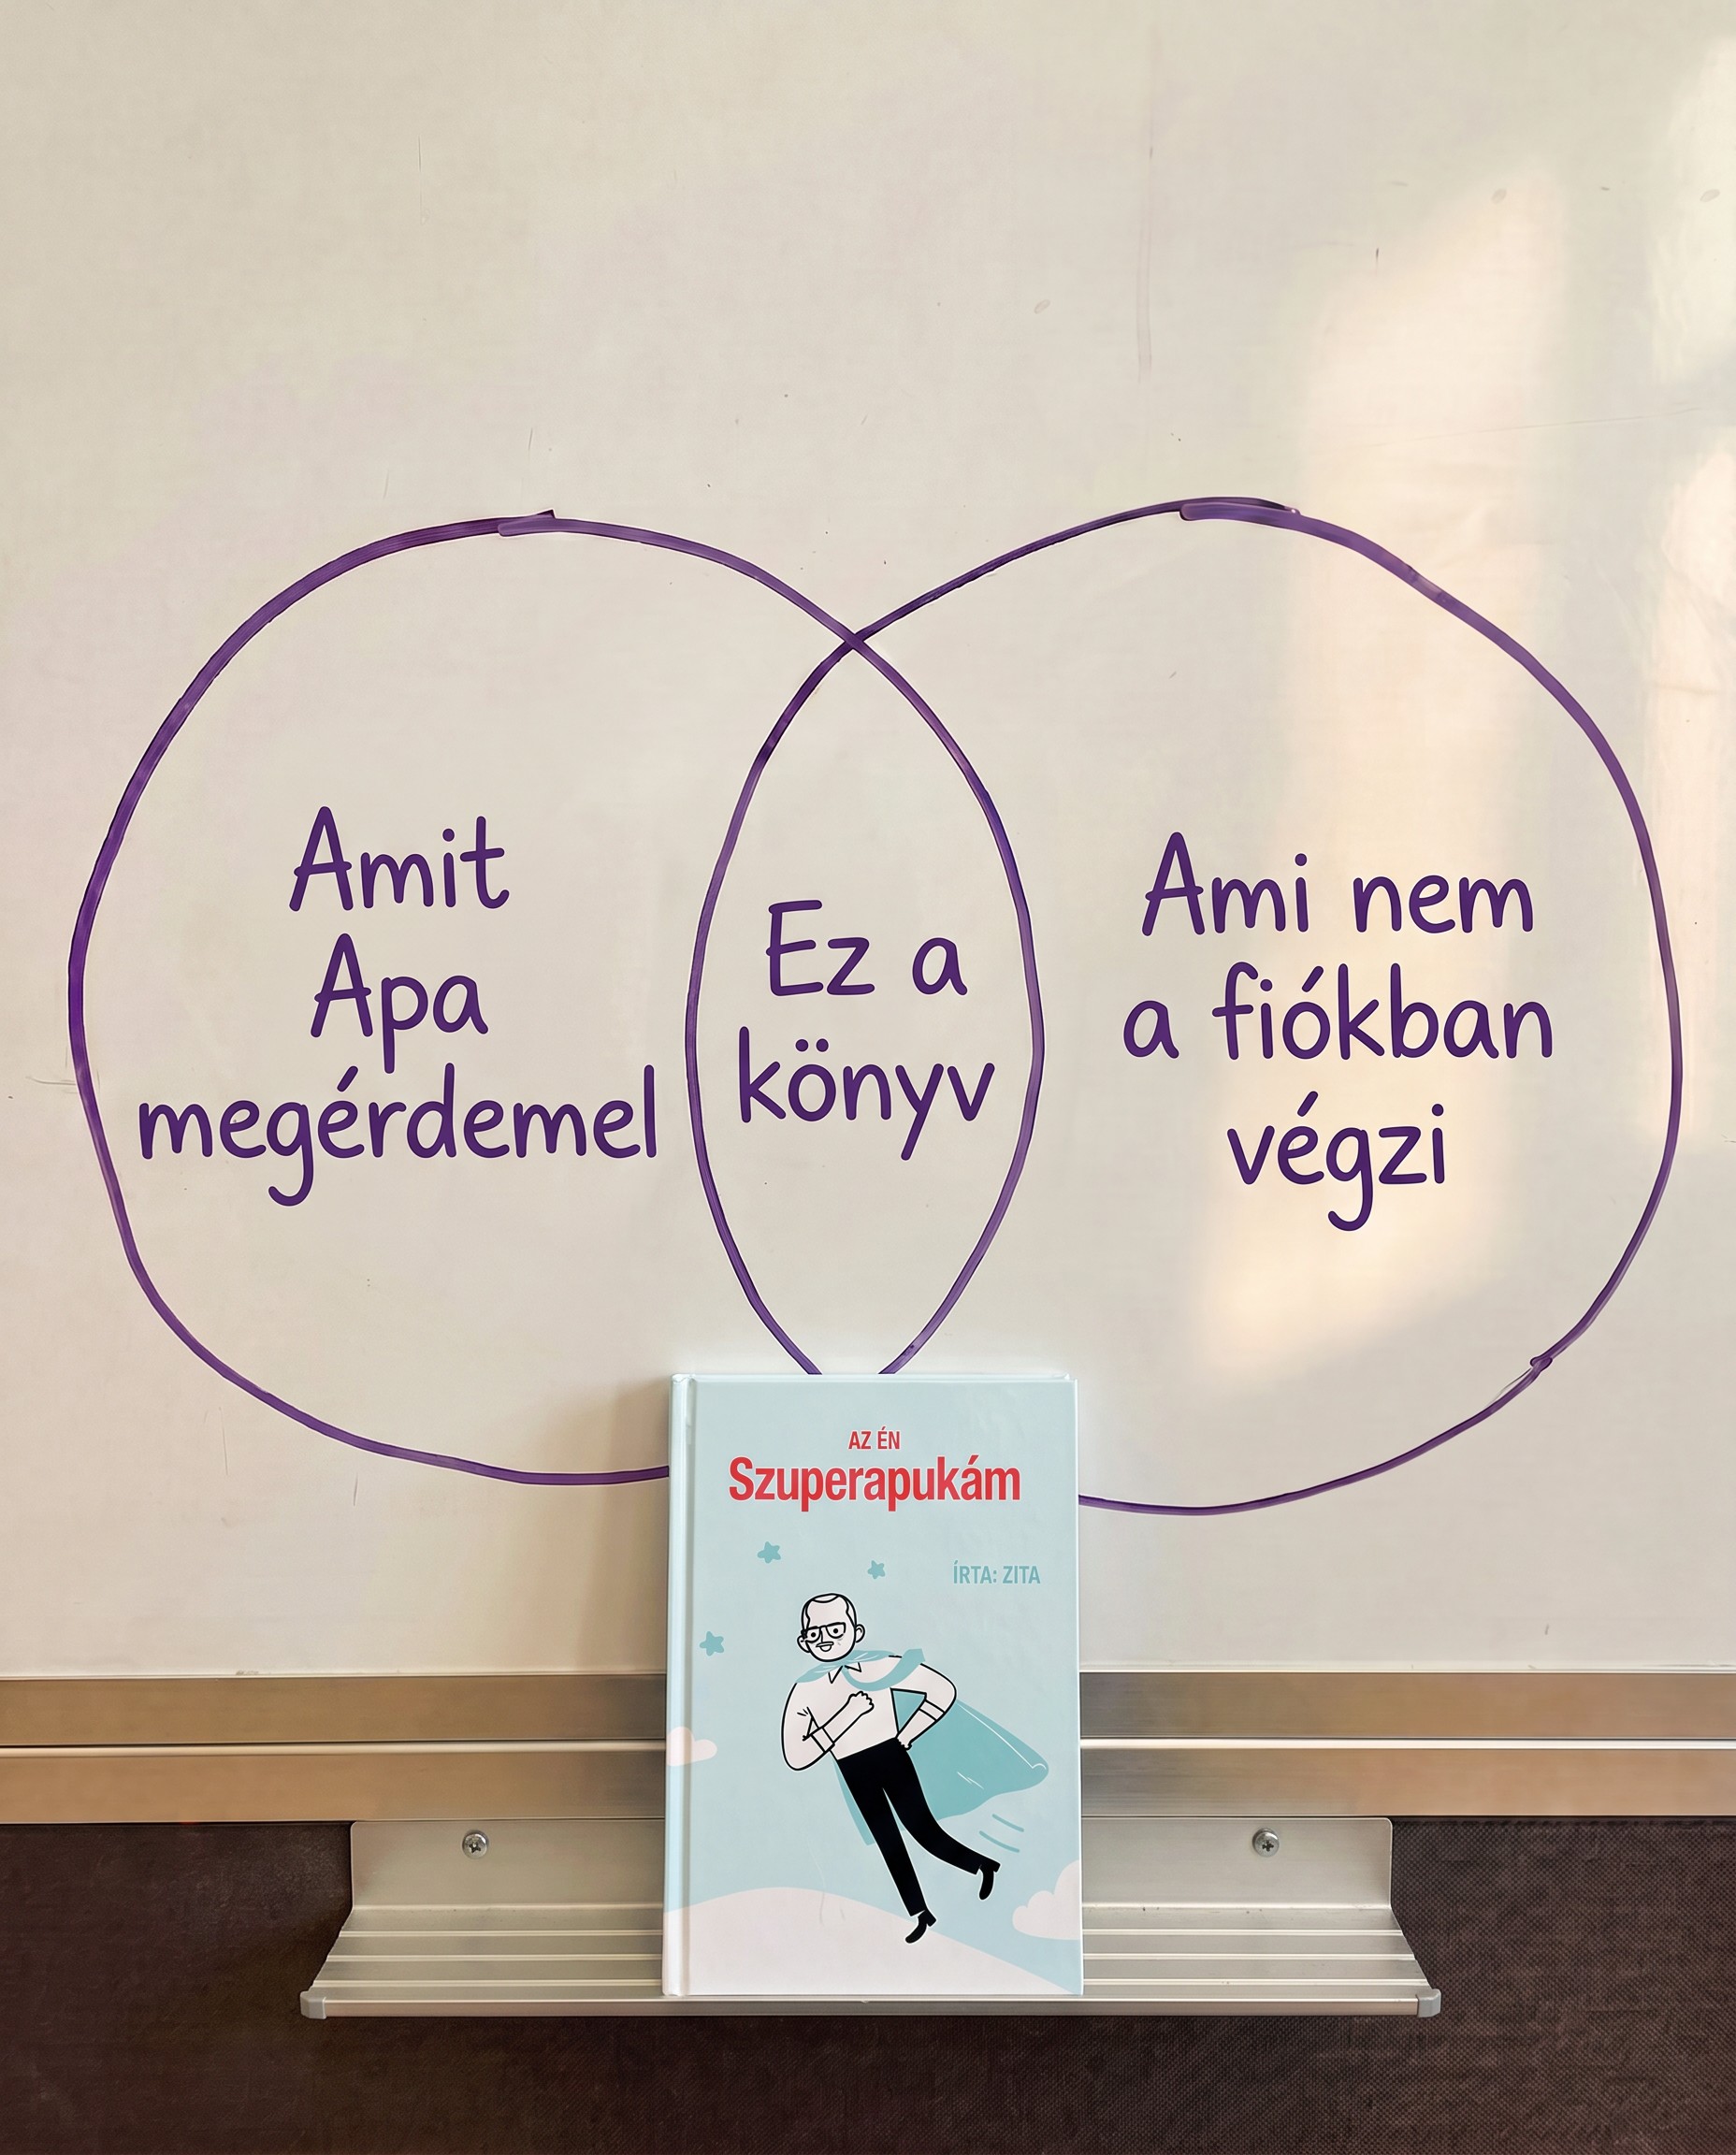 Amit
Apa
megérdemel
Ez a
könyv
Ami nem
a fiókban
végzi
AZ ÉN
Szuperapukám
ÍRTA: ZITA